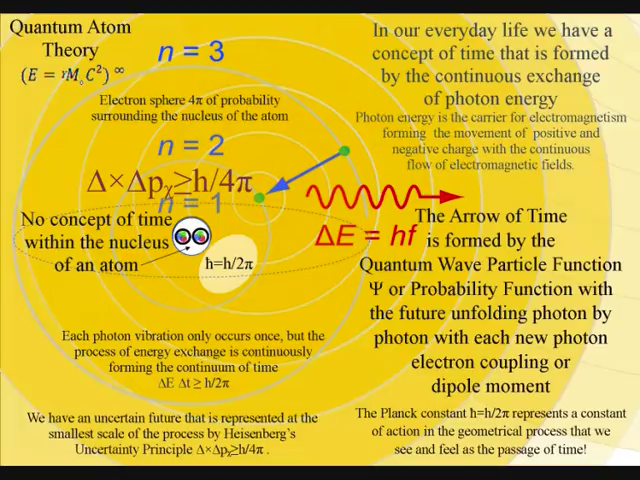 Quantum Atom
Theory
(E = ᵞM˳C²) ∞
n = 3
Electron sphere 4π of probability
surrounding the nucleus of the atom
n = 2
Δ×Δpᵪ≥h/4π
n = 1
No concept of time
within the nucleus
of an atom
h=h/2π
Each photon vibration only occurs once, but the
process of energy exchange is continuously
forming the continuum of time
ΔE Δt ≥ h/2π
We have an uncertain future that is represented at the
smallest scale of the process by Heisenberg's
Uncertainty Principle Δ×Δpᵪ≥h/4π .
In our everyday life we have a
concept of time that is formed
by the continuous exchange
of photon energy
Photon energy is the carrier for electromagnetism
forming the movement of positive and
negative charge with the continuous
flow of electromagnetic fields.
ΔE = hf
The Arrow of Time
is formed by the
Quantum Wave Particle Function
Ψ or Probability Function with
the future unfolding photon by
photon with each new photon
electron coupling or
dipole moment
The Planck constant h=h/2π represents a constant
of action in the geometrical process that we
see and feel as the passage of time!